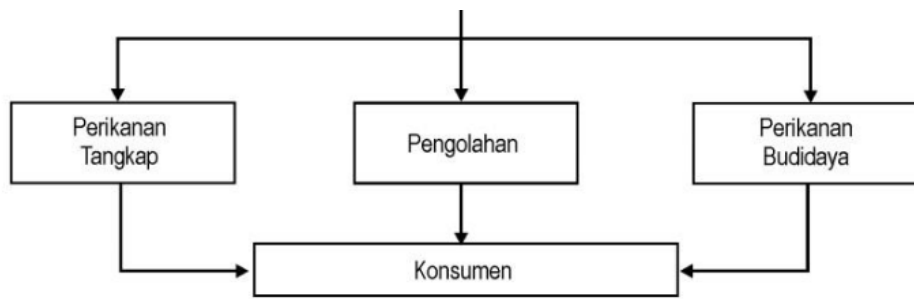 Perikanan
Tangkap
Pengolahan
Perikanan
Budidaya
Konsumen